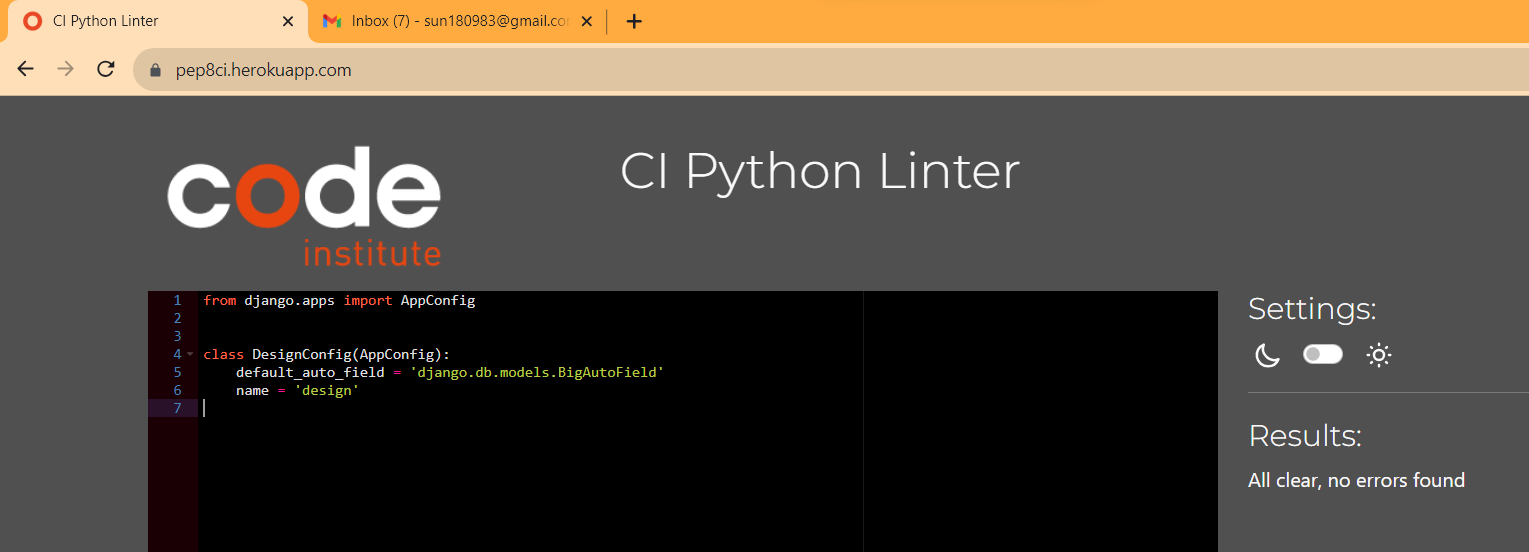 CI Python Linter
Inbox (7) - sun180983@gmail.co
pep8ci.herokuapp.com
code
institute
CI Python Linter
1 from django.apps import AppConfig
2
3
4 class DesignConfig(AppConfig):
5 default_auto_field = 'django.db.models.BigAutoField'
6 name = 'design'
7
Settings:
Results:
All clear, no errors found